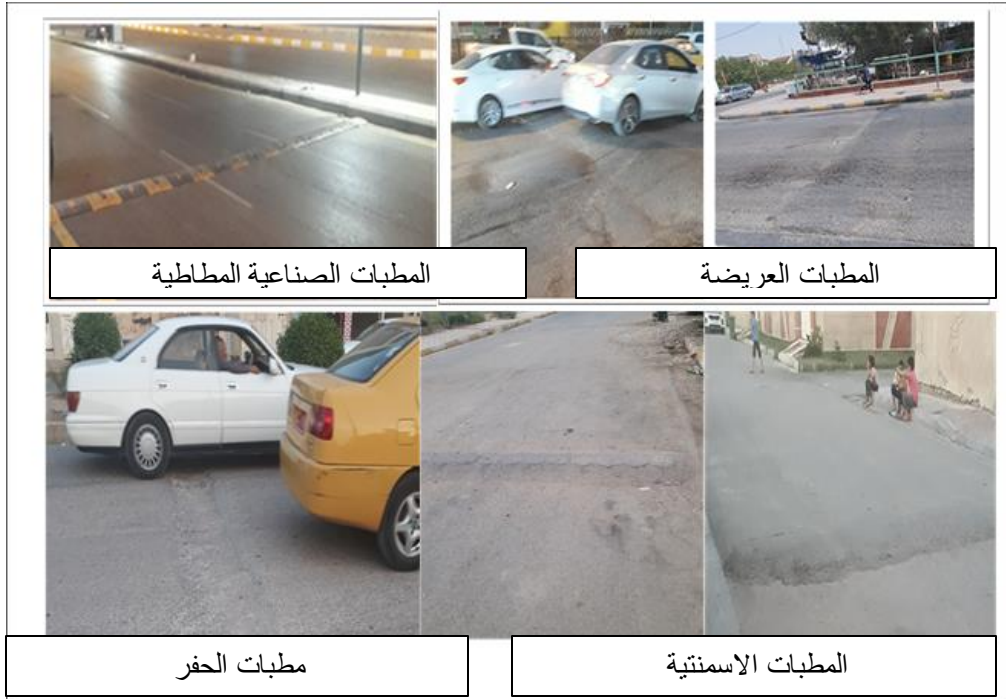 المطبات العريضة
المطبات الصناعية المطاطية
المطبات الاسمنتية
مطبات الحفر